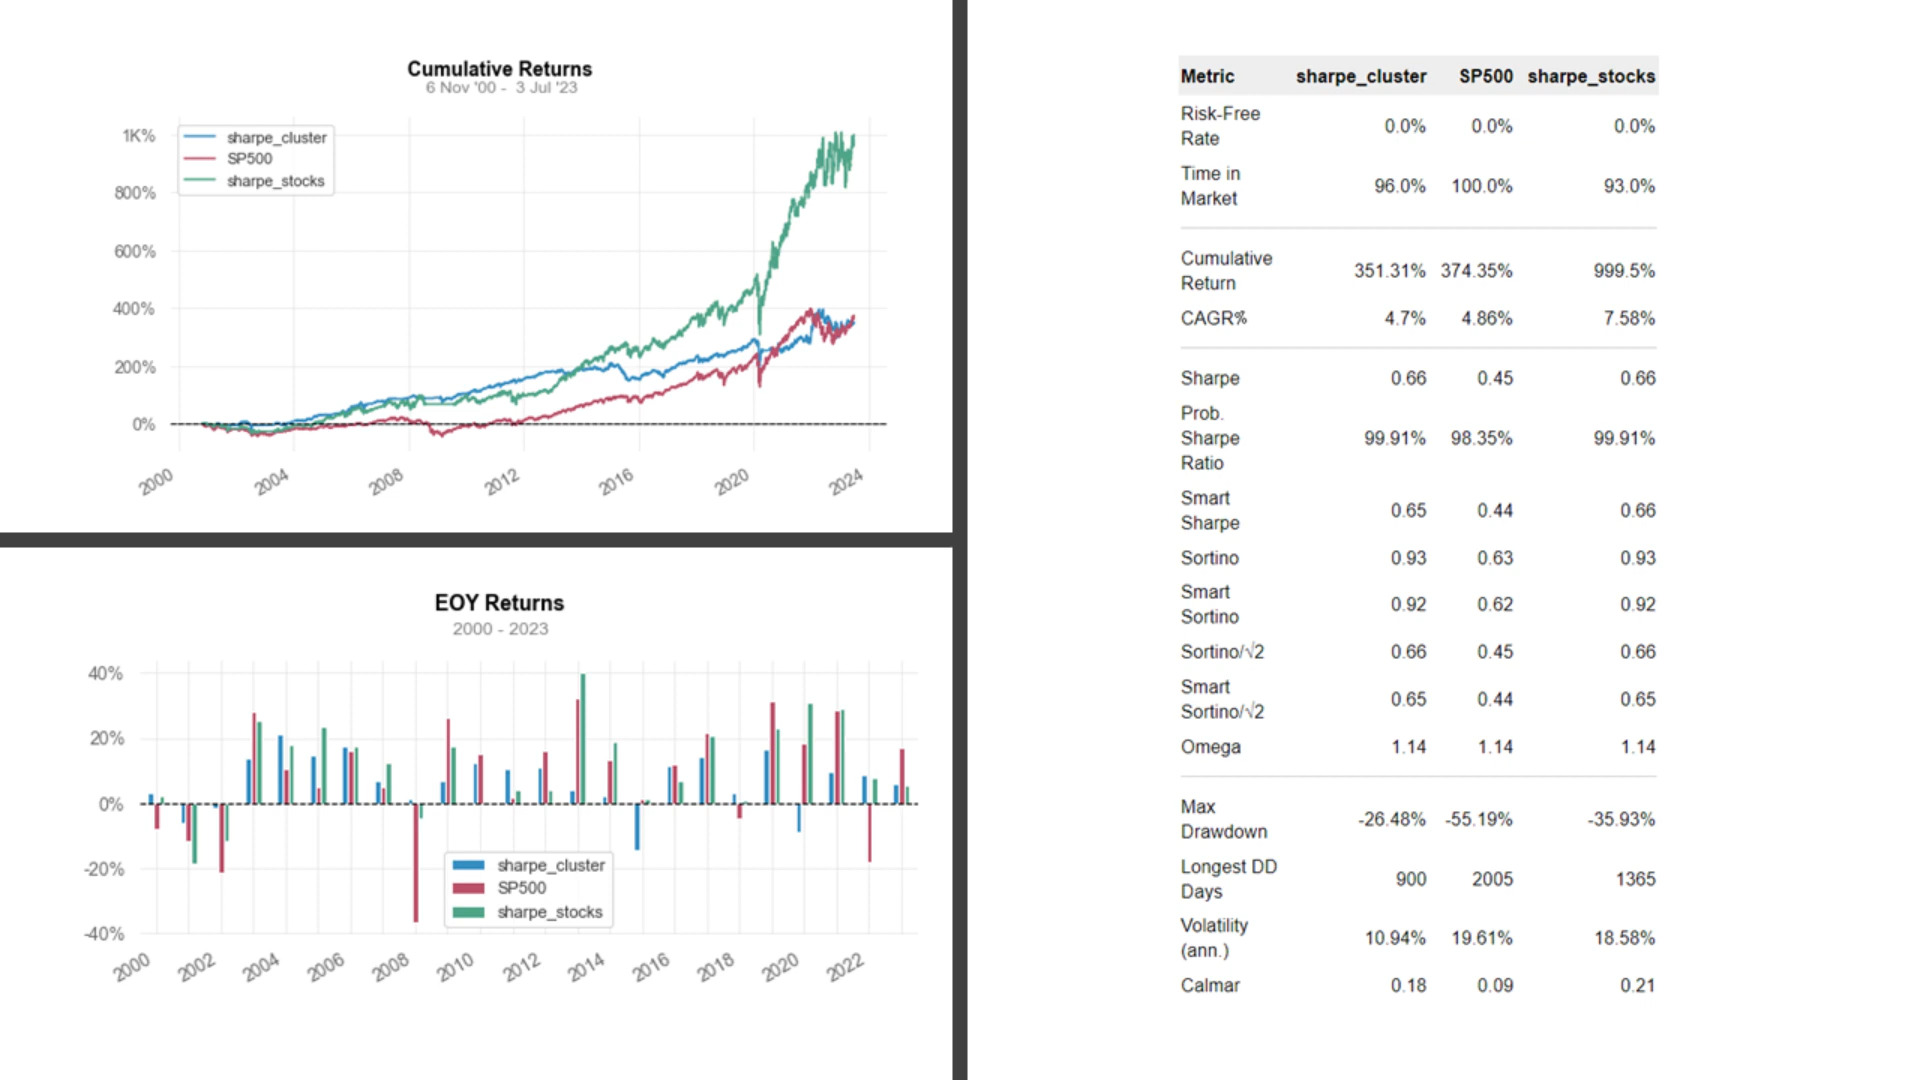 Cumulative Returns
6 Nov '00 - 3 Jul '23
sharpe_cluster
SP500
sharpe_stocks
1K%
800%
600%
400%
200%
0%
2000 2004 2008 2012 2016 2020 2024
EOY Returns
2000 - 2023
40%
20%
0%
-20%
-40%
sharpe_cluster
SP500
sharpe_stocks
2000 2002 2004 2006 2008 2010 2012 2014 2016 2018 2020 2022
Metric sharpe_cluster SP500 sharpe_stocks
Risk-Free
Rate 0.0% 0.0% 0.0%
Time in
Market 96.0% 100.0% 93.0%
Cumulative
Return 351.31% 374.35% 999.5%
CAGR% 4.7% 4.86% 7.58%
Sharpe 0.66 0.45 0.66
Prob.
Sharpe 99.91% 98.35% 99.91%
Ratio
Smart
Sharpe 0.65 0.44 0.66
Sortino 0.93 0.63 0.93
Smart
Sortino 0.92 0.62 0.92
Sortino/√2 0.66 0.45 0.66
Smart
Sortino/√2 0.65 0.44 0.65
Omega 1.14 1.14 1.14
Max
Drawdown -26.48% -55.19% -35.93%
Longest DD
Days 900 2005 1365
Volatility
(ann.) 10.94% 19.61% 18.58%
Calmar 0.18 0.09 0.21